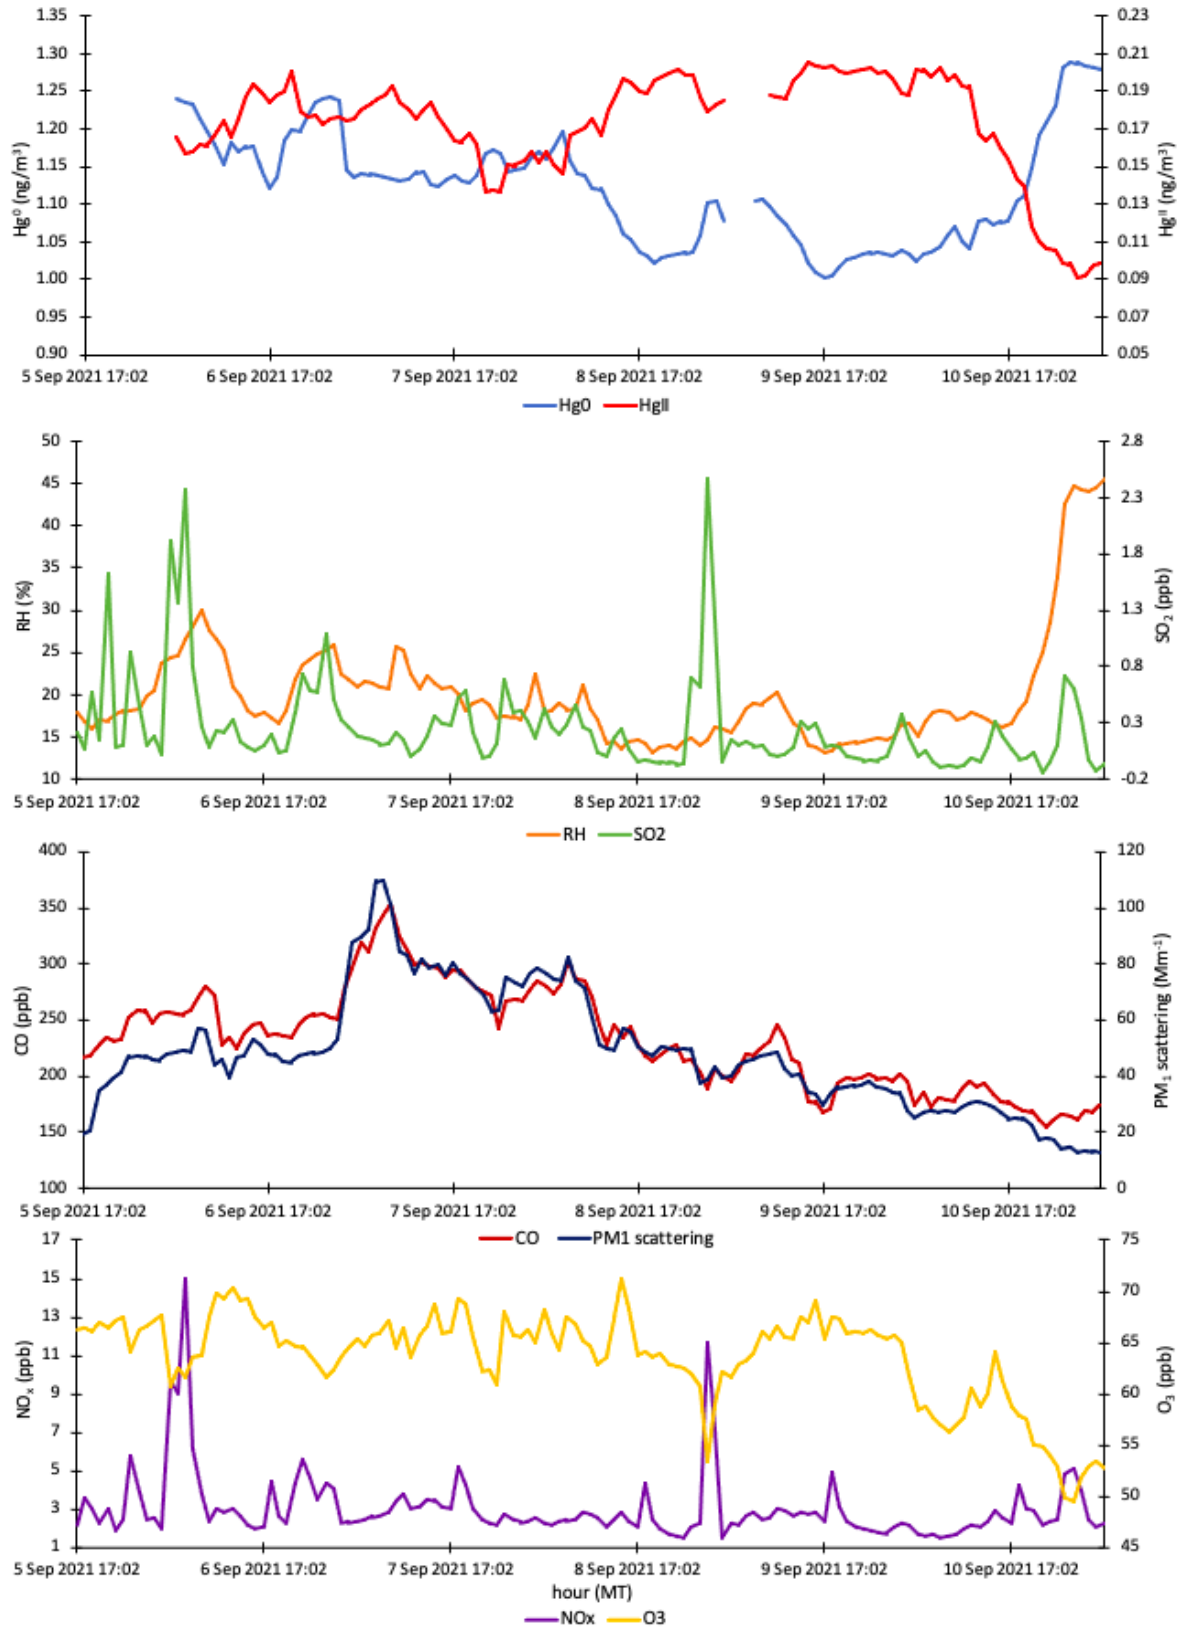 1.35 0.23
1.30 0.21
1.25 0.19
1.20 0.17
1.15 0.15
1.10 0.13
1.05 0.11
1.00 0.09
0.95 0.07
0.90 0.05
Hg⁰ (ng/m³)
Hgᴵᴵ (ng/m³)
5 Sep 2021 17:02 6 Sep 2021 17:02 7 Sep 2021 17:02 8 Sep 2021 17:02 9 Sep 2021 17:02 10 Sep 2021 17:02
Hg0 HgII
50 2.8
45 2.3
40
35 1.8
30 1.3
25 0.8
20
15 0.3
10 -0.2
RH (%)
SO₂ (ppb)
5 Sep 2021 17:02 6 Sep 2021 17:02 7 Sep 2021 17:02 8 Sep 2021 17:02 9 Sep 2021 17:02 10 Sep 2021 17:02
RH SO2
400 120
350 100
300 80
250 60
200 40
150 20
100 0
CO (ppb)
PM₁ scattering (Mm⁻¹)
5 Sep 2021 17:02 6 Sep 2021 17:02 7 Sep 2021 17:02 8 Sep 2021 17:02 9 Sep 2021 17:02 10 Sep 2021 17:02
CO PM1 scattering
17 75
15 70
13
11 65
9 60
7 55
5
3 50
1 45
NOₓ (ppb)
O₃ (ppb)
5 Sep 2021 17:02 6 Sep 2021 17:02 7 Sep 2021 17:02 8 Sep 2021 17:02 9 Sep 2021 17:02 10 Sep 2021 17:02
hour (MT)
NOx O3